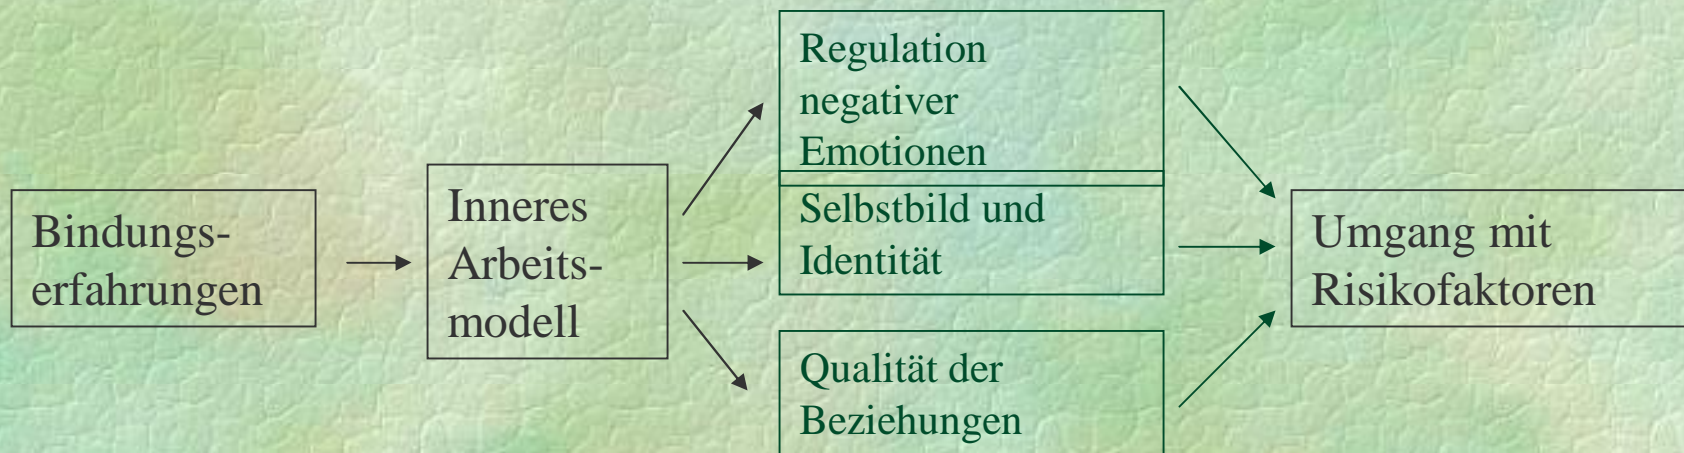 Bindungs-
erfahrungen
Inneres
Arbeits-
modell
Regulation
negativer
Emotionen
Selbstbild und
Identität
Qualität der
Beziehungen
Umgang mit
Risikofaktoren